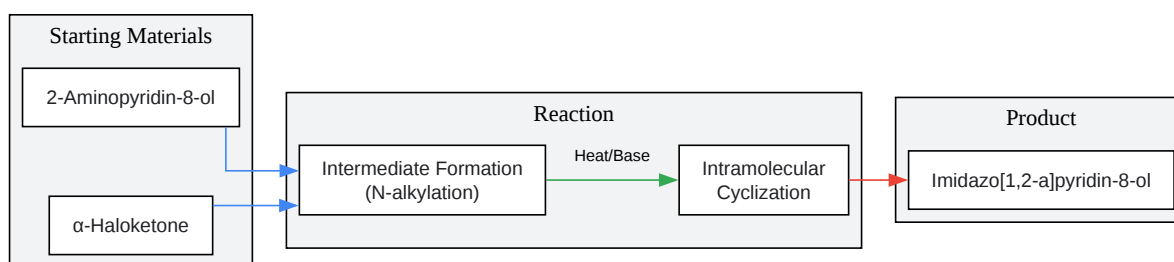 Starting Materials
2-Aminopyridin-8-ol
α-Haloketone
Reaction
Intermediate Formation
(N-alkylation)
Heat/Base
Intramolecular
Cyclization
Product
Imidazo[1,2-a]pyridin-8-ol